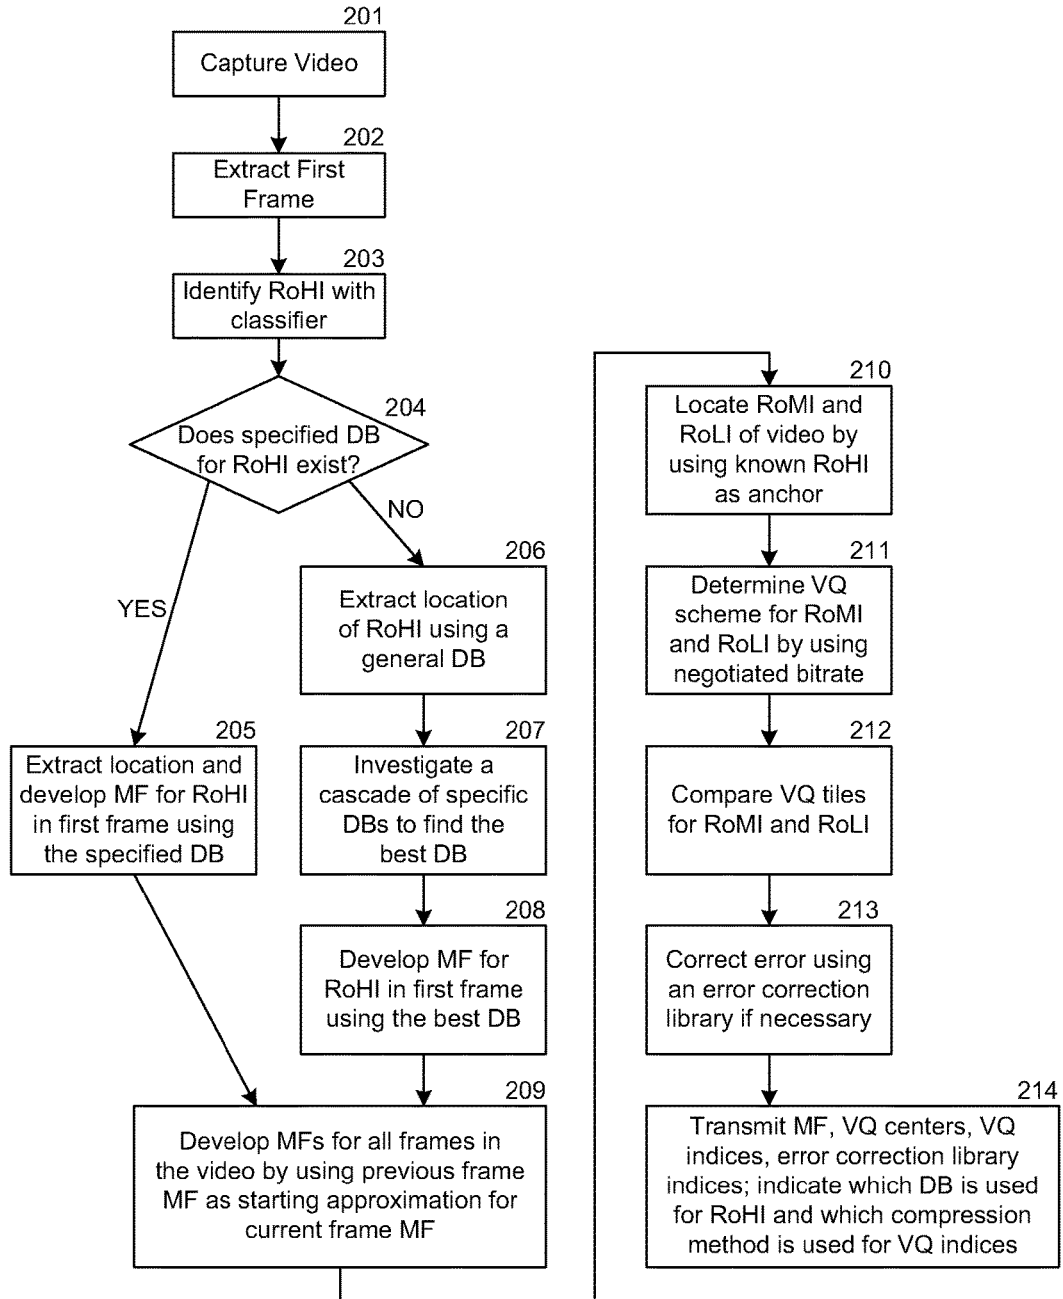 201
Capture Video
202
Extract First
Frame
203
Identify RoHI with
classifier
204
Does specified DB
for RoHI exist?
YES
NO
205
Extract location and
develop MF for RoHI
in first frame using
the specified DB
206
Extract location
of RoHI using a
general DB
207
Investigate a
cascade of specific
DBs to find the
best DB
208
Develop MF for
RoHI in first frame
using the best DB
209
Develop MFs for all frames in
the video by using previous frame
MF as starting approximation for
current frame MF
210
Locate RoMI and
RoLI of video by
using known RoHI
as anchor
211
Determine VQ
scheme for RoMI
and RoLI by using
negotiated bitrate
212
Compare VQ tiles
for RoMI and RoLI
213
Correct error using
an error correction
library if necessary
214
Transmit MF, VQ centers, VQ
indices, error correction library
indices; indicate which DB is used
for RoHI and which compression
method is used for VQ indices